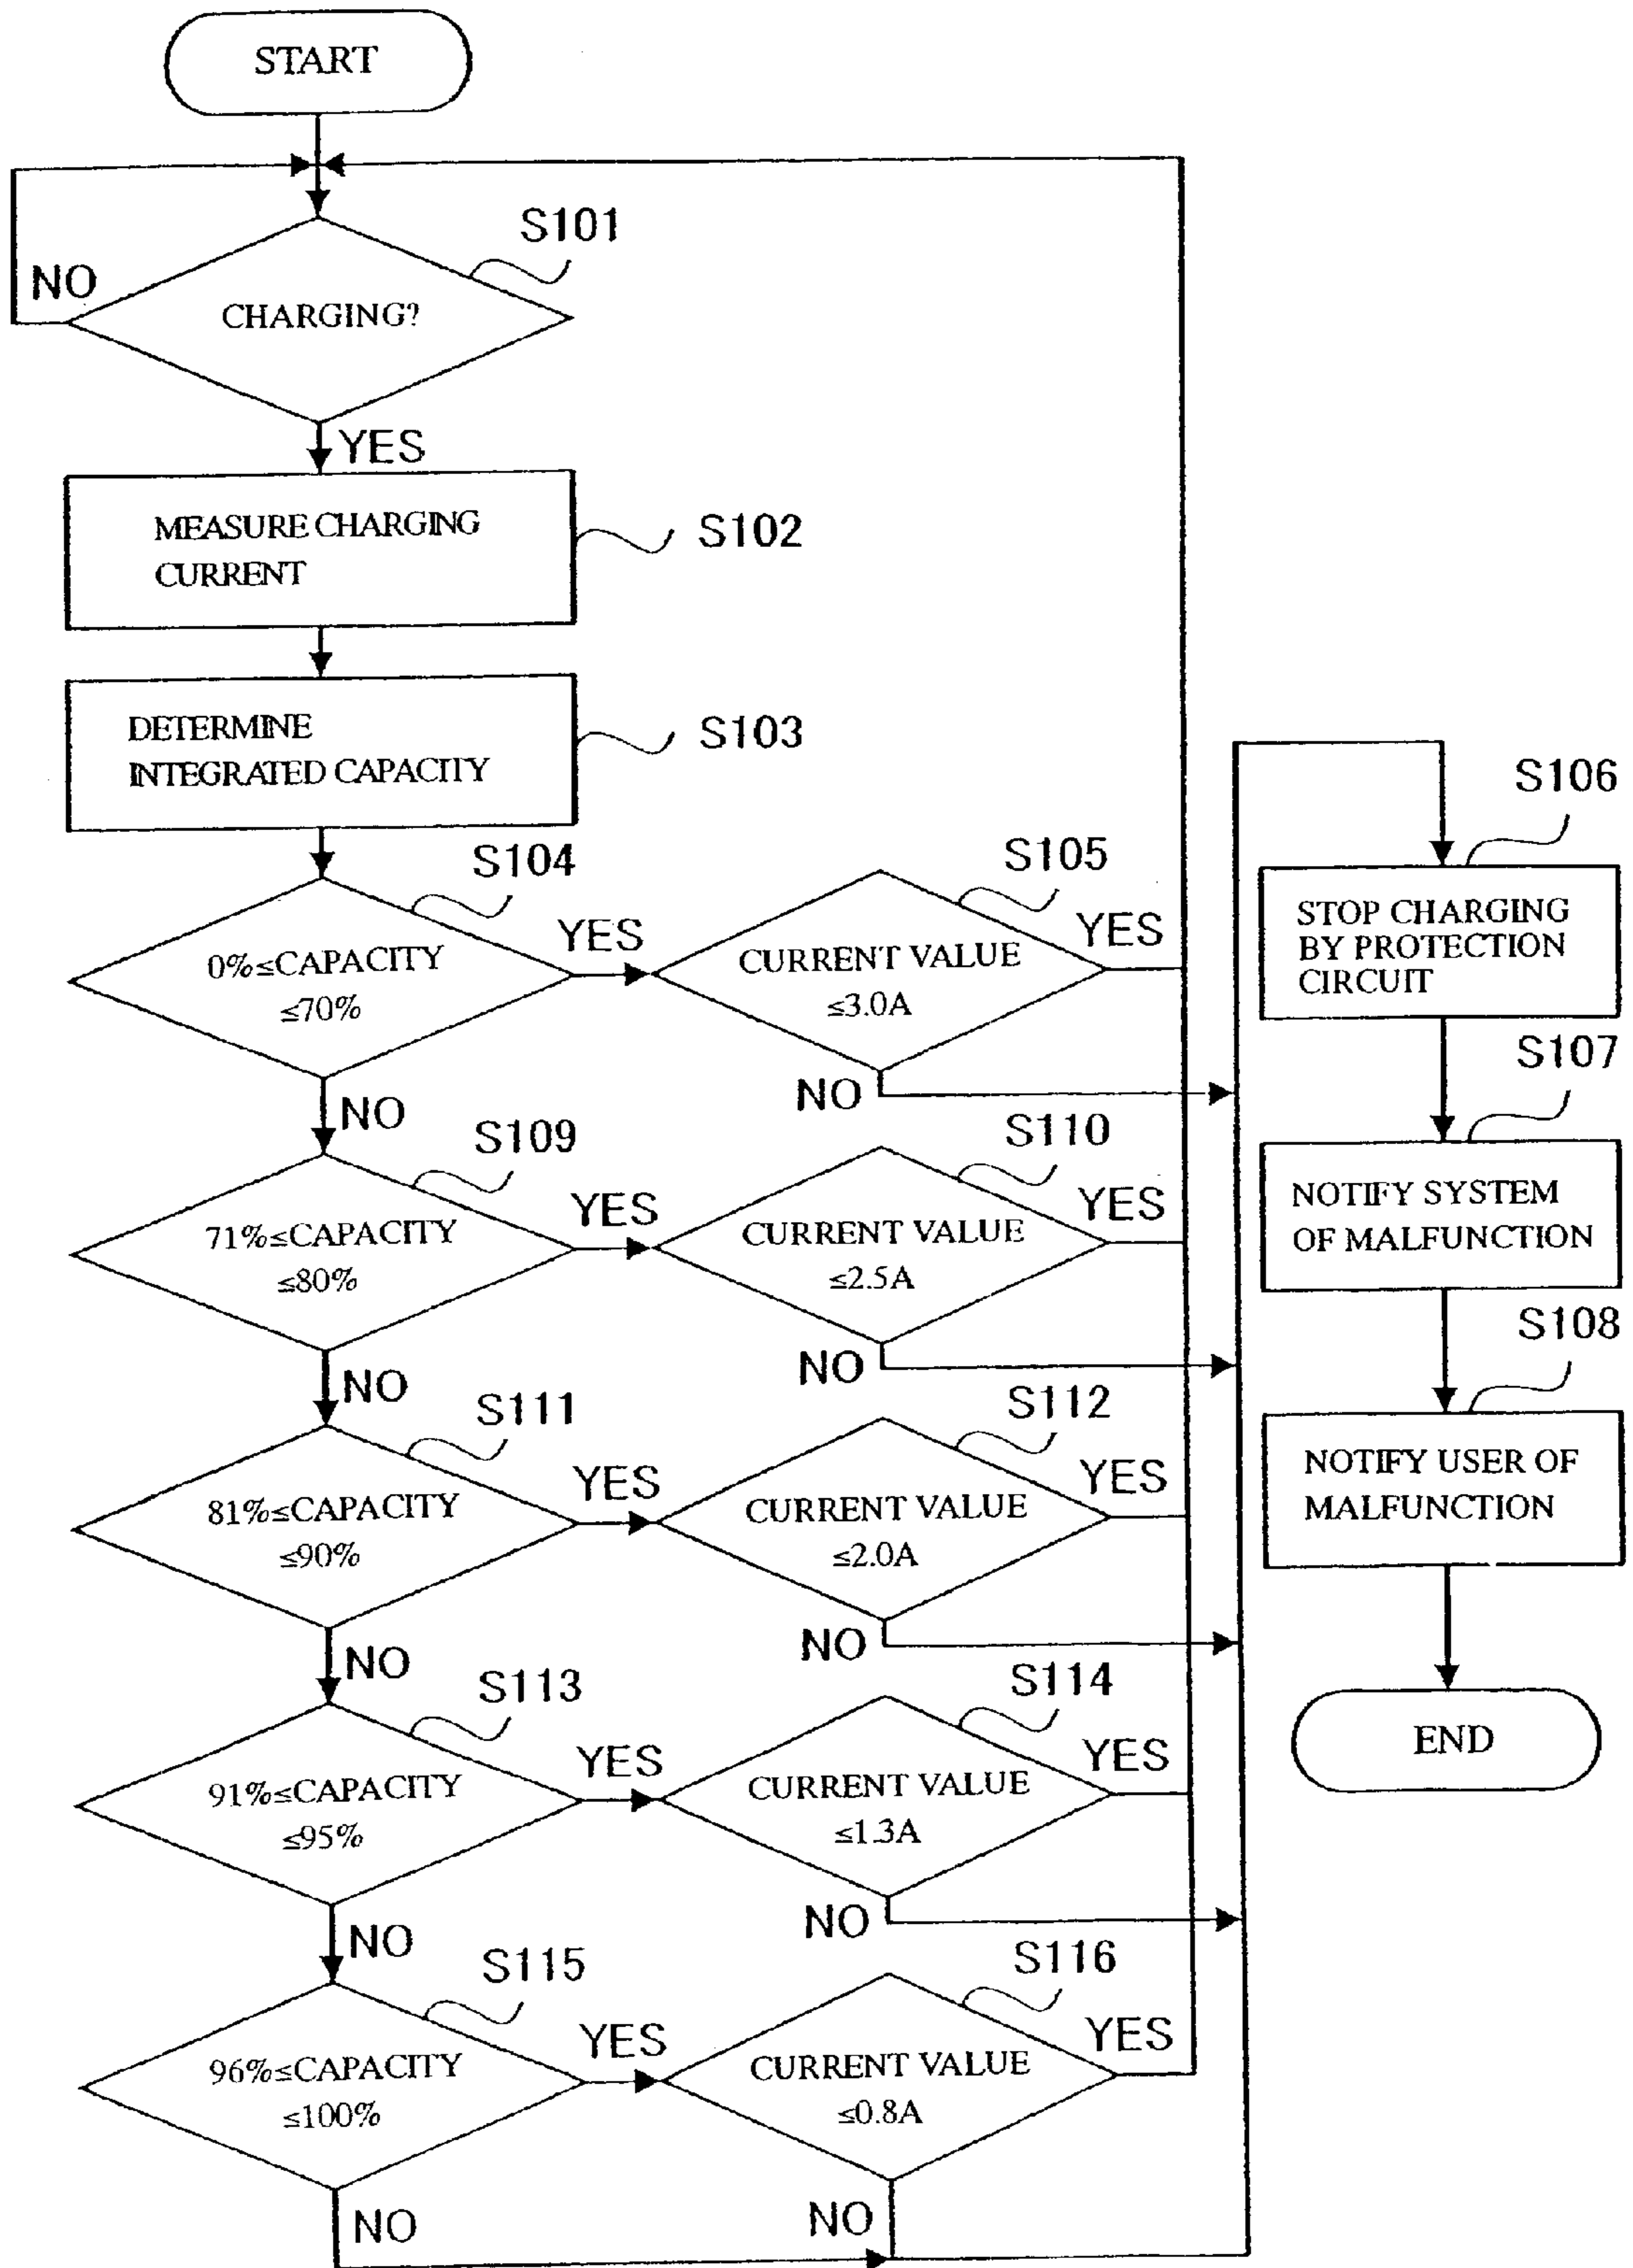 START
S101
NO
CHARGING?
YES
MEASURE CHARGING
CURRENT
S102
DETERMINE
INTEGRATED CAPACITY
S103
S104
0%≤CAPACITY
≤70%
YES
S105
CURRENT VALUE
≤3.0A
YES
NO
NO
S109
71%≤CAPACITY
≤80%
YES
S110
CURRENT VALUE
≤2.5A
YES
NO
NO
S111
81%≤CAPACITY
≤90%
YES
S112
CURRENT VALUE
≤2.0A
YES
NO
NO
S113
91%≤CAPACITY
≤95%
YES
S114
CURRENT VALUE
≤1.3A
YES
NO
NO
S115
96%≤CAPACITY
≤100%
YES
S116
CURRENT VALUE
≤0.8A
YES
NO
NO
S106
STOP CHARGING
BY PROTECTION
CIRCUIT
S107
NOTIFY SYSTEM
OF MALFUNCTION
S108
NOTIFY USER OF
MALFUNCTION
END